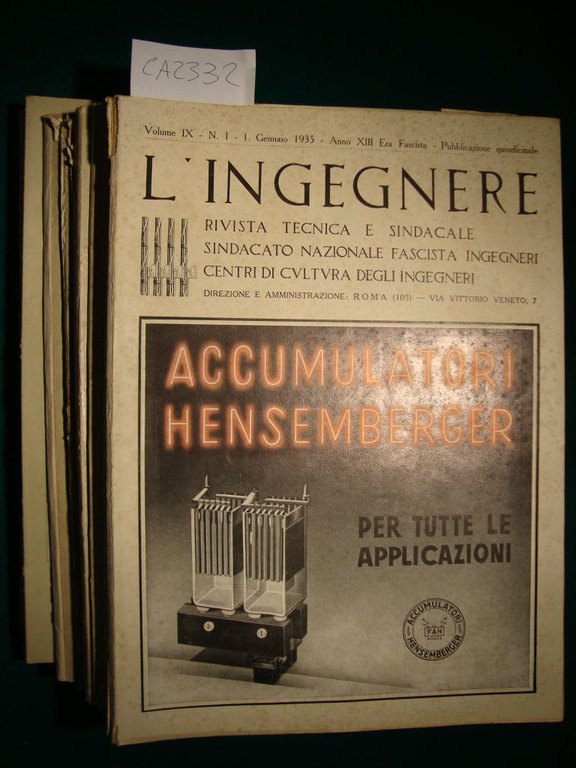 CA2332
Volume IX - N. 1 - 1, Gennaio 1935 - Anno XIII Era Fascista - Pubblicazione quindicinale
L'INGEGNERE
RIVISTA TECNICA E SINDACALE
SINDACATO NAZIONALE FASCISTA INGEGNERI
CENTRI DI CVLTVRA DEGLI INGEGNERI
DIREZIONE E AMMINISTRAZIONE: ROMA (105) — VIA VITTORIO VENETO, 7
ACCUMULATORI
HENSEMBERGER
PER TUTTE LE
APPLICAZIONI
ACCUMULATORI
FAH
MONZA
HENSEMBERGER